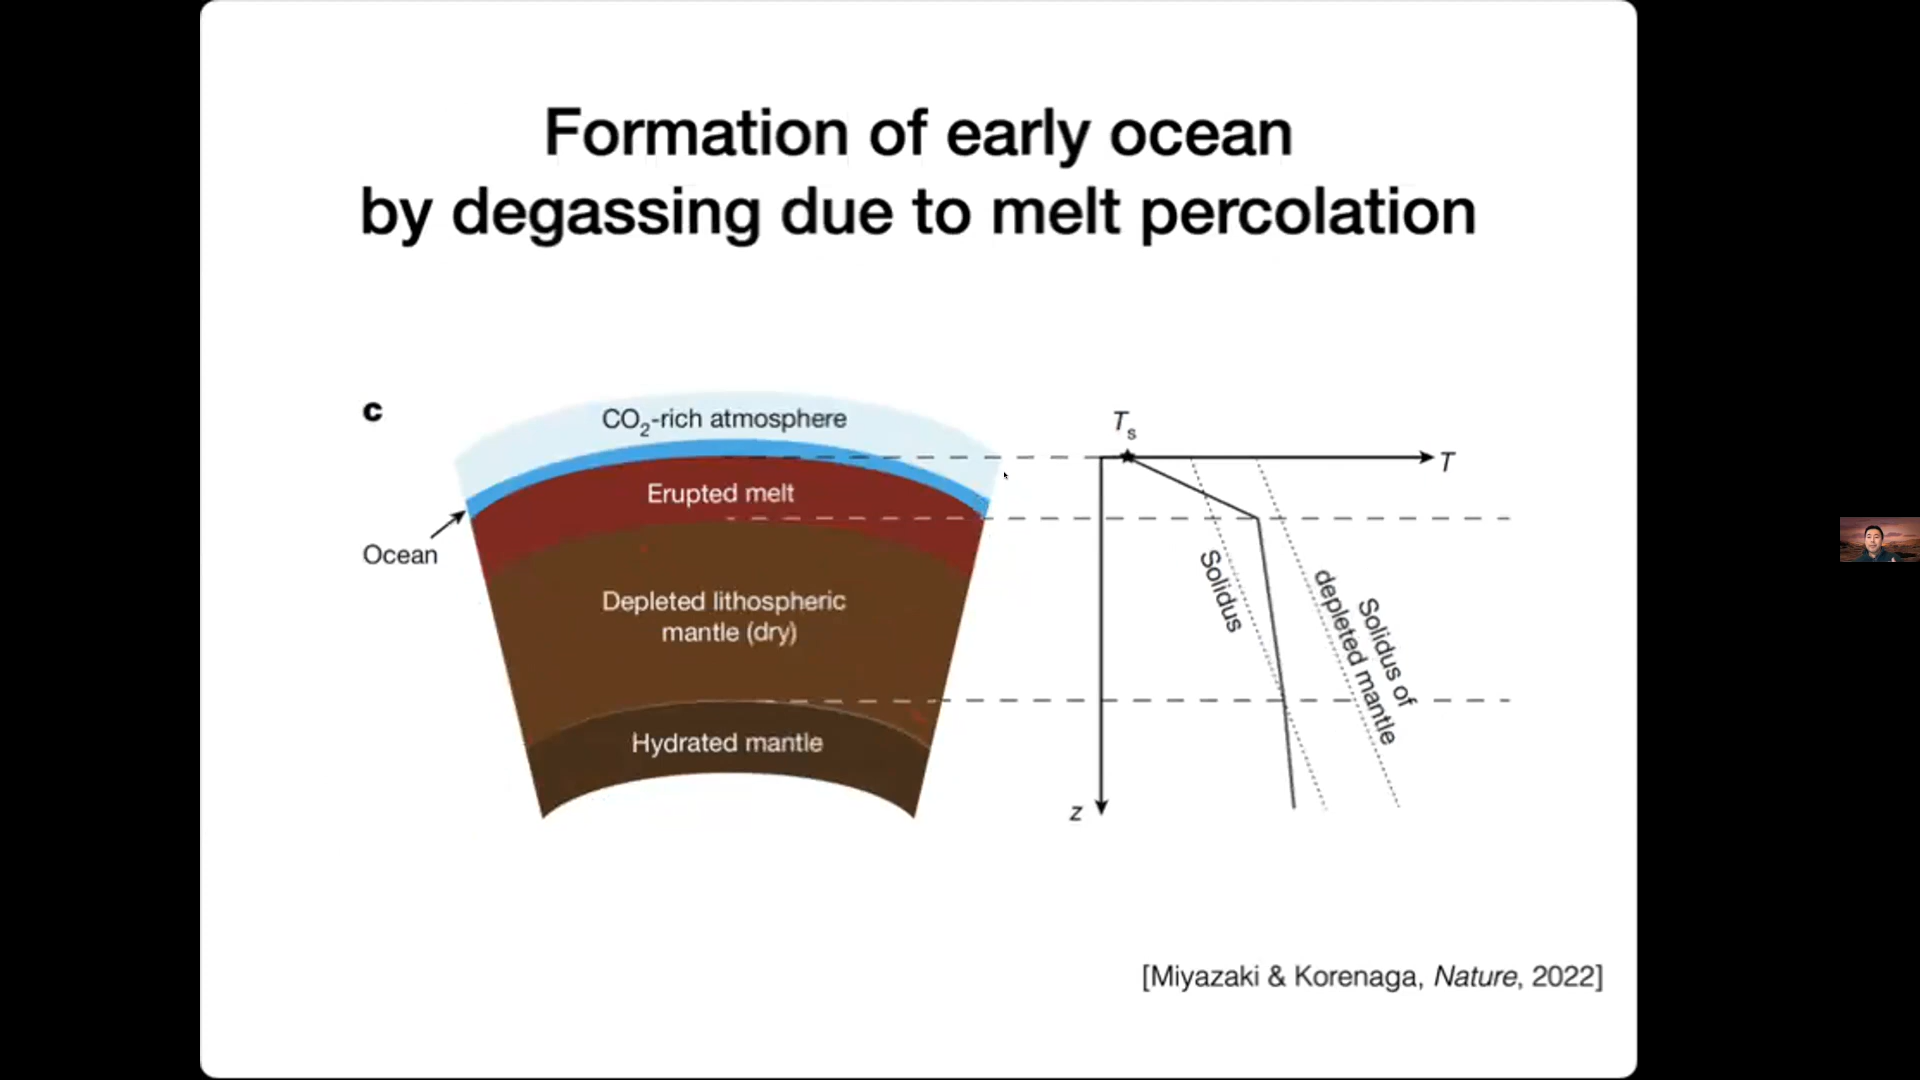 Formation of early ocean
by degassing due to melt percolation
c
CO₂-rich atmosphere
Erupted melt
Ocean
Depleted lithospheric
mantle (dry)
Hydrated mantle
Tₛ
T
Solidus
Solidus of
depleted mantle
z
[Miyazaki & Korenaga, Nature, 2022]